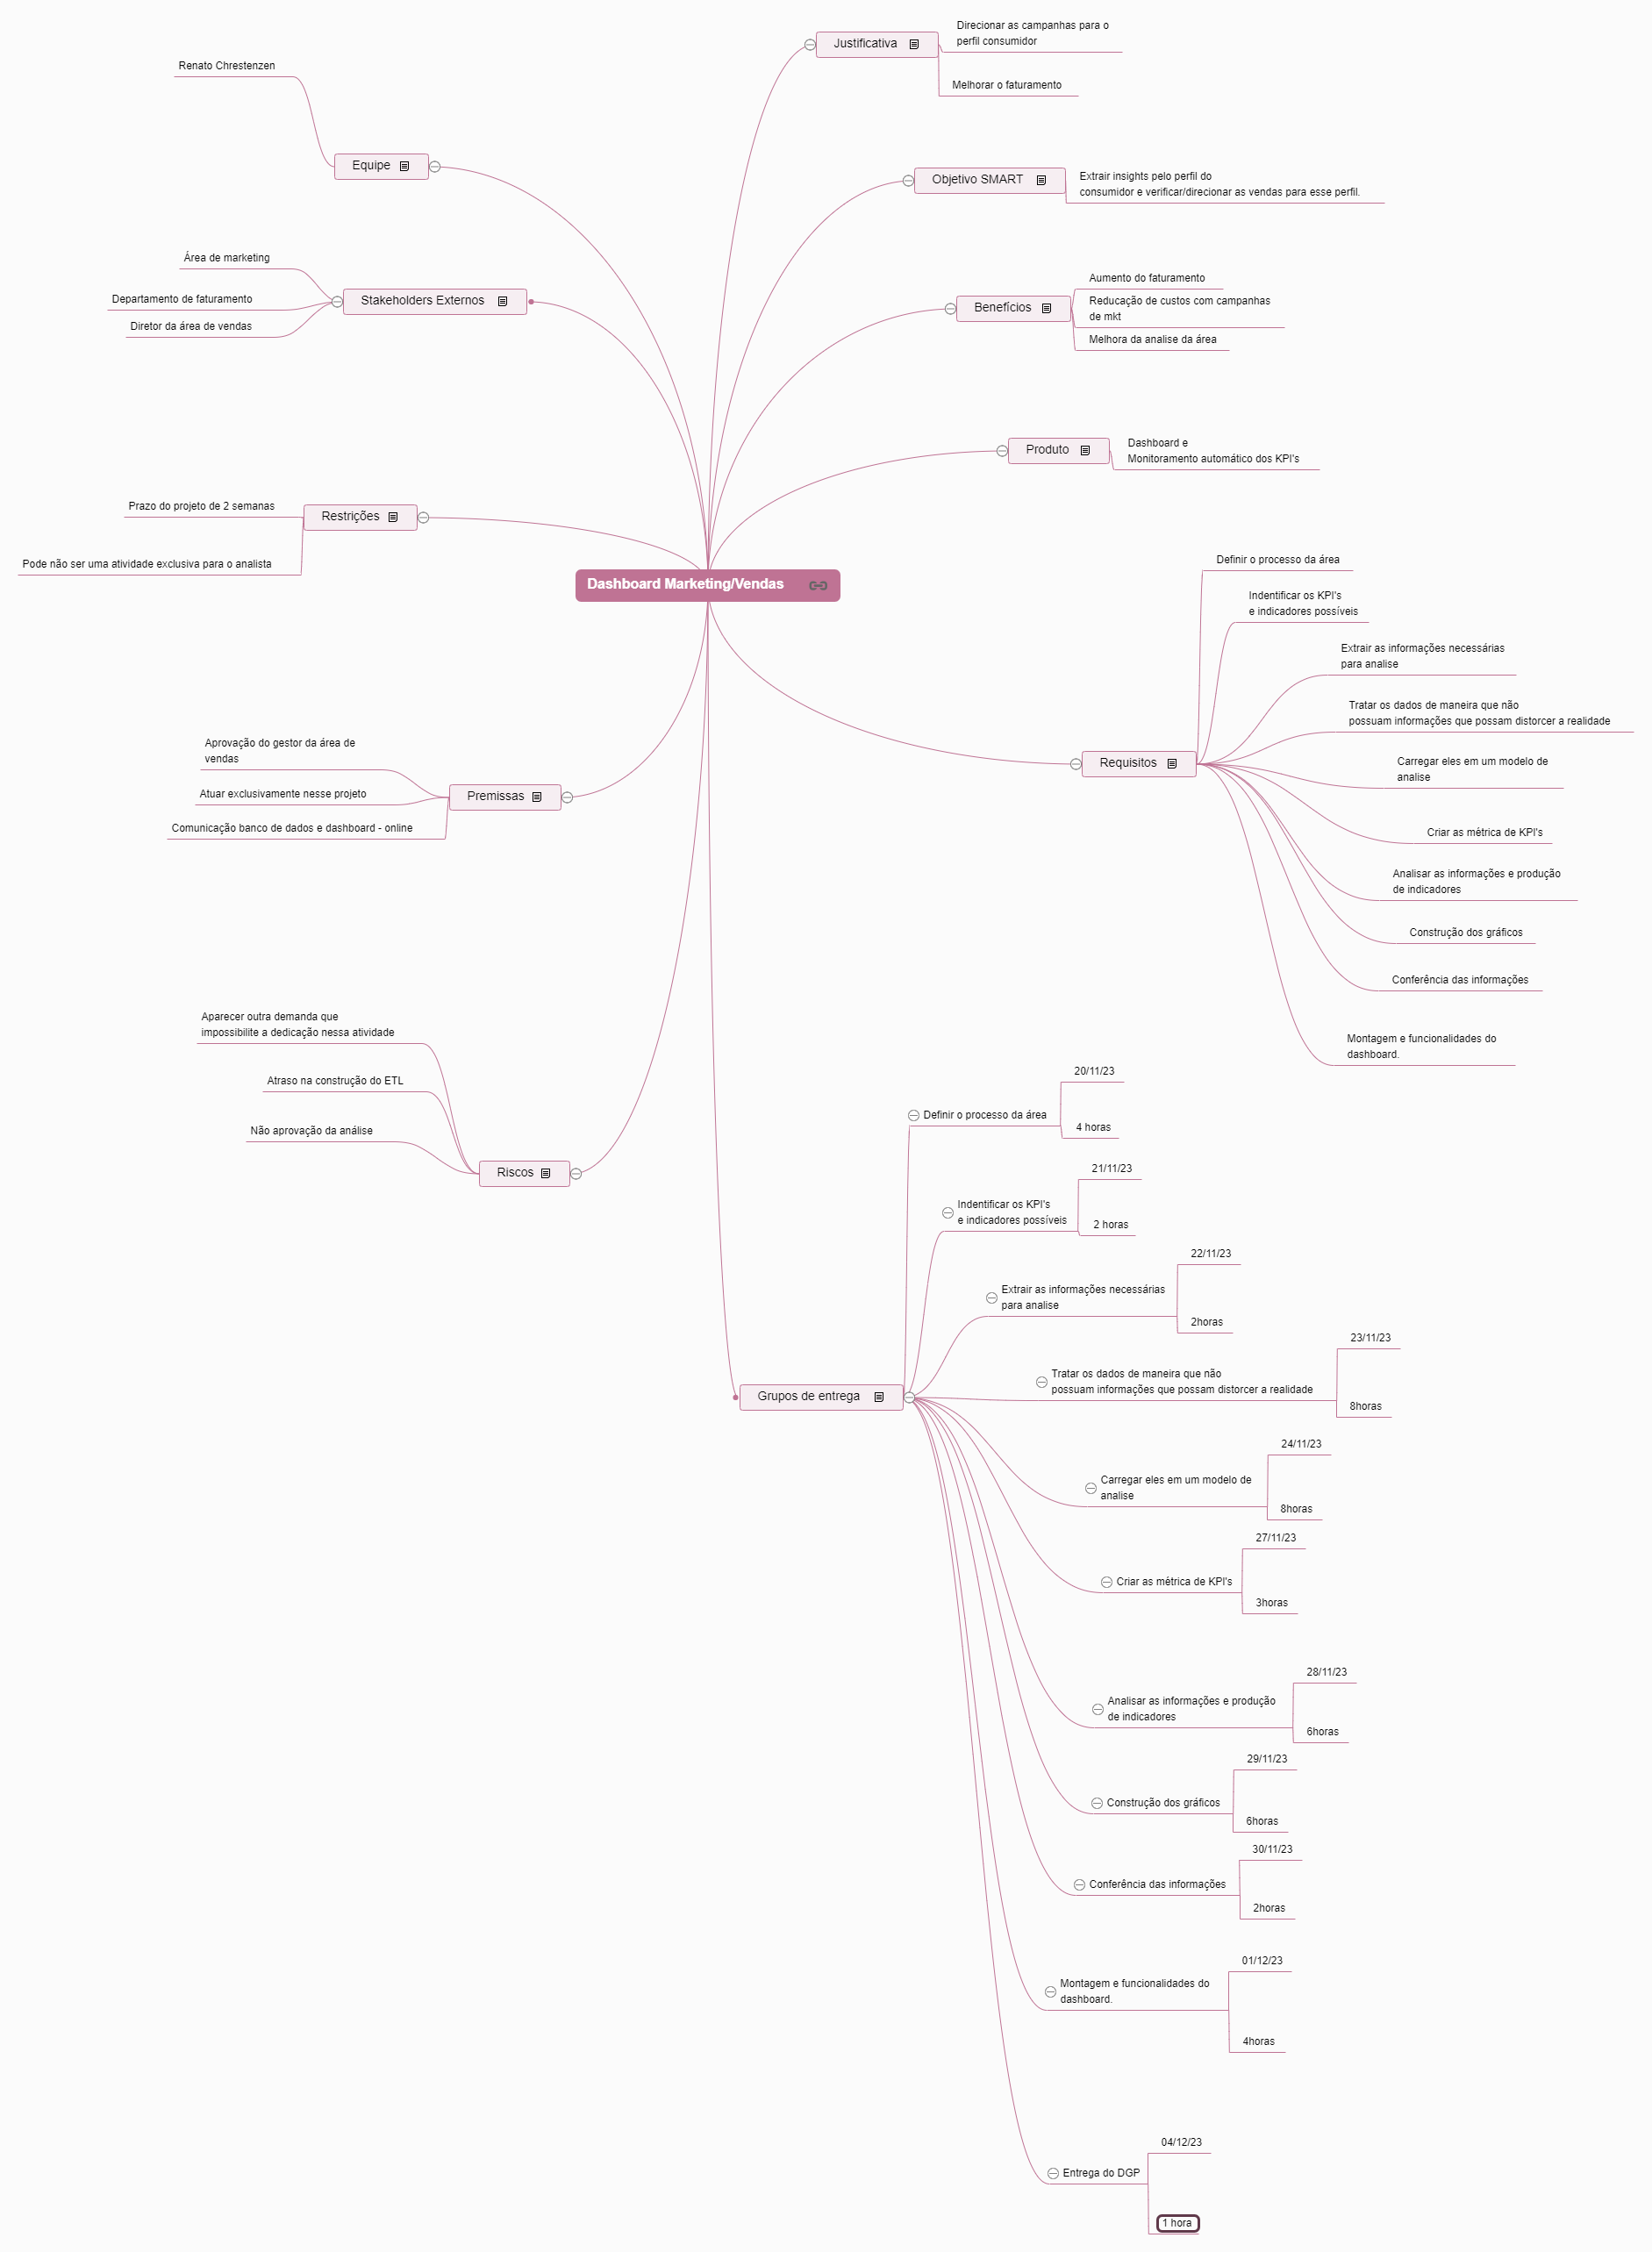 Dashboard Marketing/Vendas
Justificativa
Direcionar as campanhas para o
perfil consumidor
Melhorar o faturamento
Objetivo SMART
Extrair insights pelo perfil do
consumidor e verificar/direcionar as vendas para esse perfil.
Benefícios
Aumento do faturamento
Reducação de custos com campanhas
de mkt
Melhora da analise da área
Produto
Dashboard e
Monitoramento automático dos KPI's
Requisitos
Definir o processo da área
Indentificar os KPI's
e indicadores possíveis
Extrair as informações necessárias
para analise
Tratar os dados de maneira que não
possuam informações que possam distorcer a realidade
Carregar eles em um modelo de
analise
Criar as métrica de KPI's
Analisar as informações e produção
de indicadores
Construção dos gráficos
Conferência das informações
Montagem e funcionalidades do
dashboard.
Grupos de entrega
Definir o processo da área
20/11/23
4 horas
Indentificar os KPI's
e indicadores possíveis
21/11/23
2 horas
Extrair as informações necessárias
para analise
22/11/23
2horas
Tratar os dados de maneira que não
possuam informações que possam distorcer a realidade
23/11/23
8horas
Carregar eles em um modelo de
analise
24/11/23
8horas
Criar as métrica de KPI's
27/11/23
3horas
Analisar as informações e produção
de indicadores
28/11/23
6horas
Construção dos gráficos
29/11/23
6horas
Conferência das informações
30/11/23
2horas
Montagem e funcionalidades do
dashboard.
01/12/23
4horas
Entrega do DGP
04/12/23
1 hora
Equipe
Renato Chrestenzen
Stakeholders Externos
Área de marketing
Departamento de faturamento
Diretor da área de vendas
Restrições
Prazo do projeto de 2 semanas
Pode não ser uma atividade exclusiva para o analista
Premissas
Aprovação do gestor da área de
vendas
Atuar exclusivamente nesse projeto
Comunicação banco de dados e dashboard - online
Riscos
Aparecer outra demanda que
impossibilite a dedicação nessa atividade
Atraso na construção do ETL
Não aprovação da análise